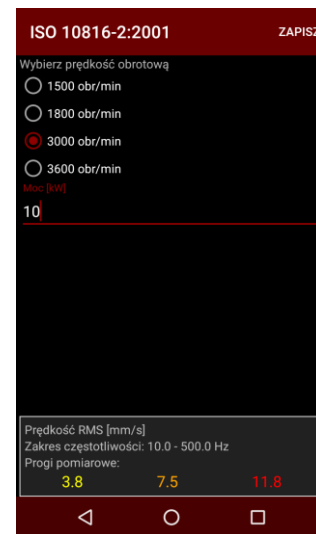 ISO 10816-2:2001 ZAPISZ
Wybierz prędkość obrotową
1500 obr/min
1800 obr/min
3000 obr/min
3600 obr/min
Moc [kW]
10
Prędkość RMS [mm/s]
Zakres częstotliwości: 10.0 - 500.0 Hz
Progi pomiarowe:
3.8 7.5 11.8